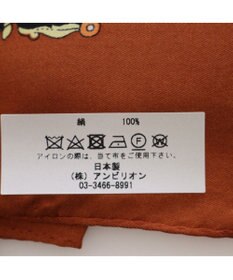 絹 100%
アイロンの際は、当て布をご使用下さい。
日本製
(株) アンビリオン
03-3466-8991